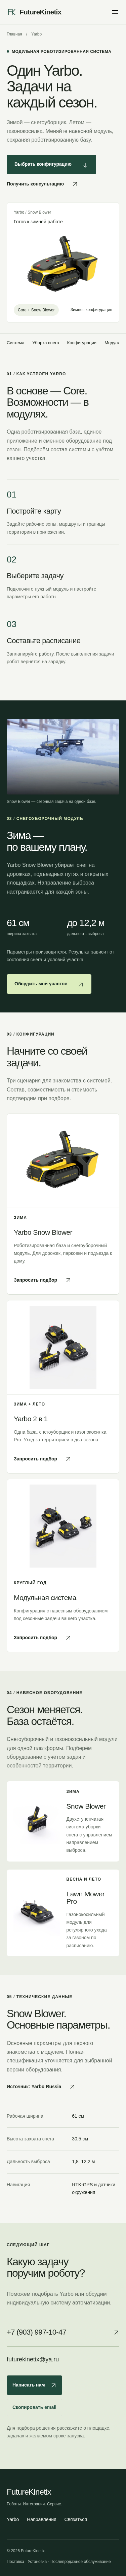 FutureKinetix
Главная / Yarbo
МОДУЛЬНАЯ РОБОТИЗИРОВАННАЯ СИСТЕМА
Один Yarbo.
Задачи на
каждый сезон.
Зимой — снегоуборщик. Летом —
газонокосилка. Меняйте навесной модуль,
сохраняя роботизированную базу.
Выбрать конфигурацию ↓
Получить консультацию ↗
Yarbo / Snow Blower
Готов к зимней работе
Core + Snow Blower
Зимняя конфигурация
Система Уборка снега Конфигурации Модули
01 / КАК УСТРОЕН YARBO
В основе — Core.
Возможности — в
модулях.
Одна роботизированная база, единое
приложение и сменное оборудование под
сезон. Подберём состав системы с учётом
вашего участка.
01
Постройте карту
Задайте рабочие зоны, маршруты и границы
территории в приложении.
02
Выберите задачу
Подключите нужный модуль и настройте
параметры его работы.
03
Составьте расписание
Запланируйте работу. После выполнения задачи
робот вернется на зарядку.
Yarbo Snow Blower — сезонная задача на одной базе.
02 / СНЕГОУБОРОЧНЫЙ МОДУЛЬ
Зима —
по вашему плану.
Yarbo Snow Blower убирает снег на
дорожках, подъездных путях и открытых
площадках. Направление выброса
настраивается для каждой зоны.
61 см
ширина захвата
до 12,2 м
дальность выброса
Параметры производителя. Результат зависит от
состояния снега и условий участка.
Обсудить мой участок ↗
03 / КОНФИГУРАЦИИ
Начните со своей
задачи.
Три сценария для знакомства с системой.
Состав, совместимость и стоимость
подтвердим при подборе.
ЗИМА
Yarbo Snow Blower
Роботизированная база и снегоуборочный
модуль. Для дорожек, парковки и подъезда к
дому.
Запросить подбор ↗
ЗИМА + ЛЕТО
Yarbo 2 в 1
Одна база, снегоуборщик и газонокосилка
Pro. Уход за территорией в два сезона.
Запросить подбор ↗
КРУГЛЫЙ ГОД
Модульная система
Конфигурация с навесным оборудованием
под сезонные задачи вашего участка.
Запросить подбор ↗
04 / НАВЕСНОЕ ОБОРУДОВАНИЕ
Сезон меняется.
База остаётся.
Снегоуборочный и газонокосильный модули
для одной платформы. Подберём
оборудование с учётом задач и
особенностей территории.
ЗИМА
Snow Blower
Двухступенчатая
система уборки
снега с управлением
направлением
выброса.
ВЕСНА И ЛЕТО
Lawn Mower
Pro
Газонокосильный
модуль для
регулярного ухода
за газоном по
расписанию.
05 / ТЕХНИЧЕСКИЕ ДАННЫЕ
Snow Blower.
Основные параметры.
Основные параметры для первого
знакомства с модулем. Полная
спецификация уточняется для выбранной
версии оборудования.
Источник: Yarbo Russia ↗
Рабочая ширина 61 см
Высота захвата снега 30,5 см
Дальность выброса 1,8–12,2 м
Навигация RTK-GPS и датчики
окружения
СЛЕДУЮЩИЙ ШАГ
Какую задачу
поручим роботу?
Поможем подобрать Yarbo или обсудим
индивидуальную систему автоматизации.
+7 (903) 997-10-47 ↗
futurekinetix@ya.ru
Написать нам ↗
Скопировать email
Для подбора решения расскажите о площадке,
задачах и желаемом сроке запуска.
FutureKinetix
Роботы. Интеграция. Сервис.
Yarbo Направления Связаться
© 2026 FutureKinetix
Поставка · Установка · Послепродажное обслуживание